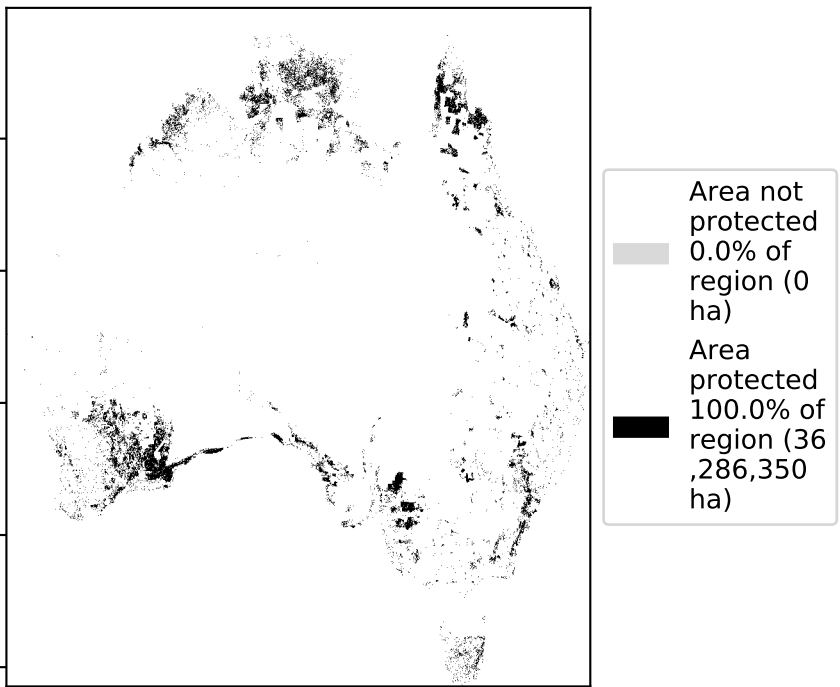 Area not
protected
0.0% of
region (0
ha)
Area
protected
100.0% of
region (36
,286,350
ha)